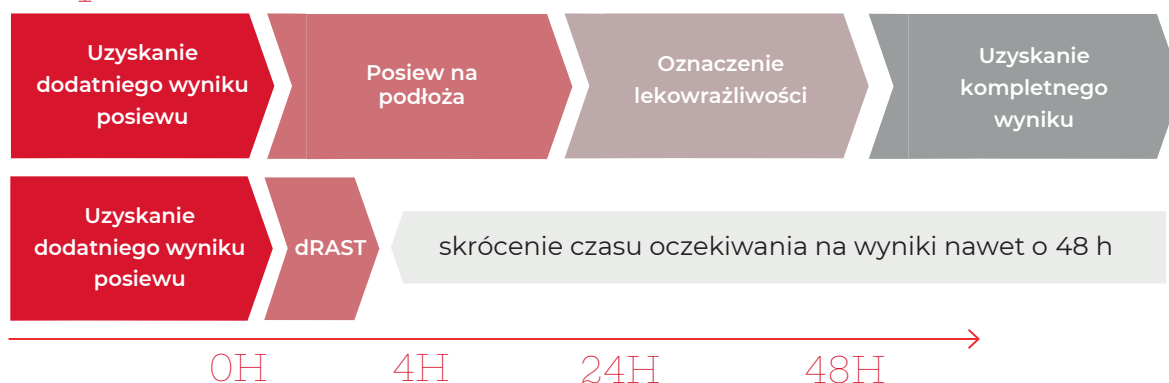 Uzyskanie
dodatniego wyniku
posiewu
Posiew na
podłoża
Oznaczenie
lekowrażliwości
Uzyskanie
kompletnego
wyniku
Uzyskanie
dodatniego wyniku
posiewu
dRAST
skrócenie czasu oczekiwania na wyniki nawet o 48 h
0H
4H
24H
48H